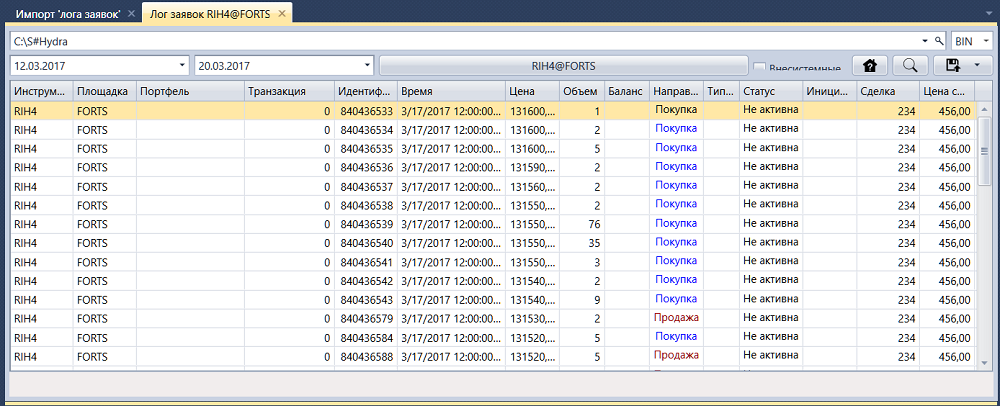 Импорт 'лога заявок' Лог заявок RIH4@FORTS
C:\S#Hydra BIN
12.03.2017 20.03.2017 RIH4@FORTS Внесистемные
Инструм... Площадка Портфель Транзакция Идентиф... Время Цена Объем Баланс Направ... Тип... Статус Иници... Сделка Цена с...
RIH4 FORTS 0 840436533 3/17/2017 12:00:00... 131600,... 1 Покупка Не активна 234 456,00
RIH4 FORTS 0 840436534 3/17/2017 12:00:00... 131600,... 2 Покупка Не активна 234 456,00
RIH4 FORTS 0 840436535 3/17/2017 12:00:00... 131600,... 5 Покупка Не активна 234 456,00
RIH4 FORTS 0 840436536 3/17/2017 12:00:00... 131590,... 2 Покупка Не активна 234 456,00
RIH4 FORTS 0 840436537 3/17/2017 12:00:00... 131560,... 2 Покупка Не активна 234 456,00
RIH4 FORTS 0 840436538 3/17/2017 12:00:00... 131550,... 2 Покупка Не активна 234 456,00
RIH4 FORTS 0 840436539 3/17/2017 12:00:00... 131550,... 76 Покупка Не активна 234 456,00
RIH4 FORTS 0 840436540 3/17/2017 12:00:00... 131550,... 35 Покупка Не активна 234 456,00
RIH4 FORTS 0 840436541 3/17/2017 12:00:00... 131550,... 3 Покупка Не активна 234 456,00
RIH4 FORTS 0 840436542 3/17/2017 12:00:00... 131540,... 2 Покупка Не активна 234 456,00
RIH4 FORTS 0 840436543 3/17/2017 12:00:00... 131540,... 9 Покупка Не активна 234 456,00
RIH4 FORTS 0 840436579 3/17/2017 12:00:00... 131530,... 2 Продажа Не активна 234 456,00
RIH4 FORTS 0 840436584 3/17/2017 12:00:00... 131520,... 5 Покупка Не активна 234 456,00
RIH4 FORTS 0 840436588 3/17/2017 12:00:00... 131520,... 5 Продажа Не активна 234 456,00